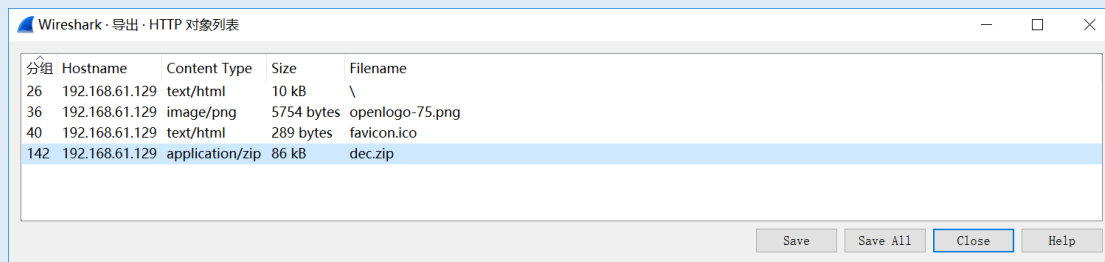 Wireshark · 导出 · HTTP 对象列表
分组 Hostname Content Type Size Filename
26 192.168.61.129 text/html 10 kB \
36 192.168.61.129 image/png 5754 bytes openlogo-75.png
40 192.168.61.129 text/html 289 bytes favicon.ico
142 192.168.61.129 application/zip 86 kB dec.zip
Save Save All Close Help